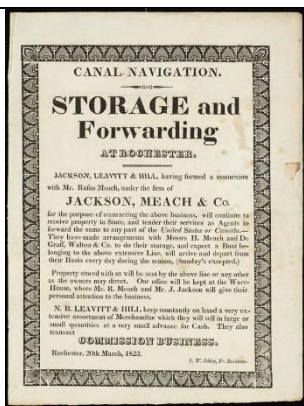 CANAL NAVIGATION.
STORAGE and
Forwarding
AT ROCHESTER.
JACKSON, LEAVITT & HILL, having formed a connexion
with Mr. Rufus Meach, under the firm of
JACKSON, MEACH & Co.
for the purpose of transacting the above business, will continue to
receive property in Store, and tender their services as Agents to
forward the same to any part of the United States or Canada.—
They have made arrangements with Messrs H. Meach and De
Graff, Walton & Co. to do their storage, and expect a Boat be-
longing to the above extensive Line, will arrive and depart from
their Basin every day during the season, (Sunday's excepted.)
Property stored with us will be sent by the above line or any other
as the owners may direct. Our office will be kept at the Ware-
House, where Mr. R. Meach and Mr. J. Jackson will give their
personal attention to the business.
N. B. LEAVITT & HILL keep constantly on hand a very ex-
tensive assortment of Merchandize which they will sell in large or
small quantities at a very small advance for Cash. They also
transact
COMMISSION BUSINESS.
Rochester, 20th March, 1823.
L. W. Sibley, Pr. Rochester.